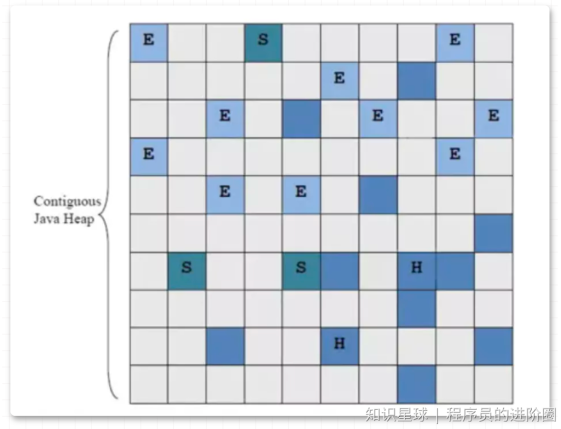 E S E
E
E E E
E E
Contiguous
Java Heap
E E
S S H
H
知识星球 | 程序员的进阶圈